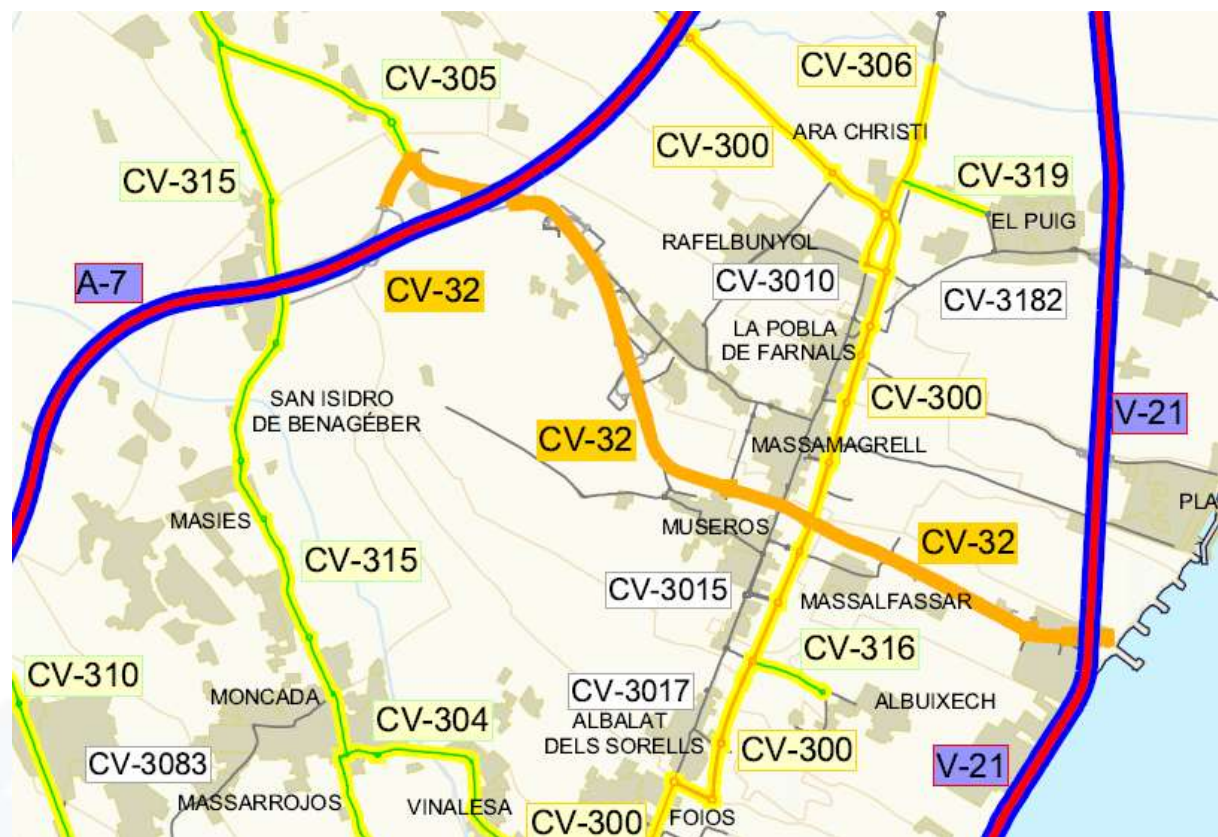 CV-306
CV-305
ARA CHRISTI
CV-300
CV-315
CV-319
EL PUIG
RAFELBUNYOL
A-7
CV-32
CV-3010
CV-3182
LA POBLA
DE FARNALS
SAN ISIDRO
DE BENAGÉBER
CV-300
V-21
CV-32
MASSAMAGRELL
PLA
MASIES
MUSEROS
CV-32
CV-315
CV-3015
MASSALFASSAR
CV-316
CV-310
MONCADA
CV-3017
ALBUIXECH
CV-304
ALBALAT
DELS SORELLS
CV-300
CV-3083
V-21
MASSARROJOS
VINALESA
CV-300
FOIOS